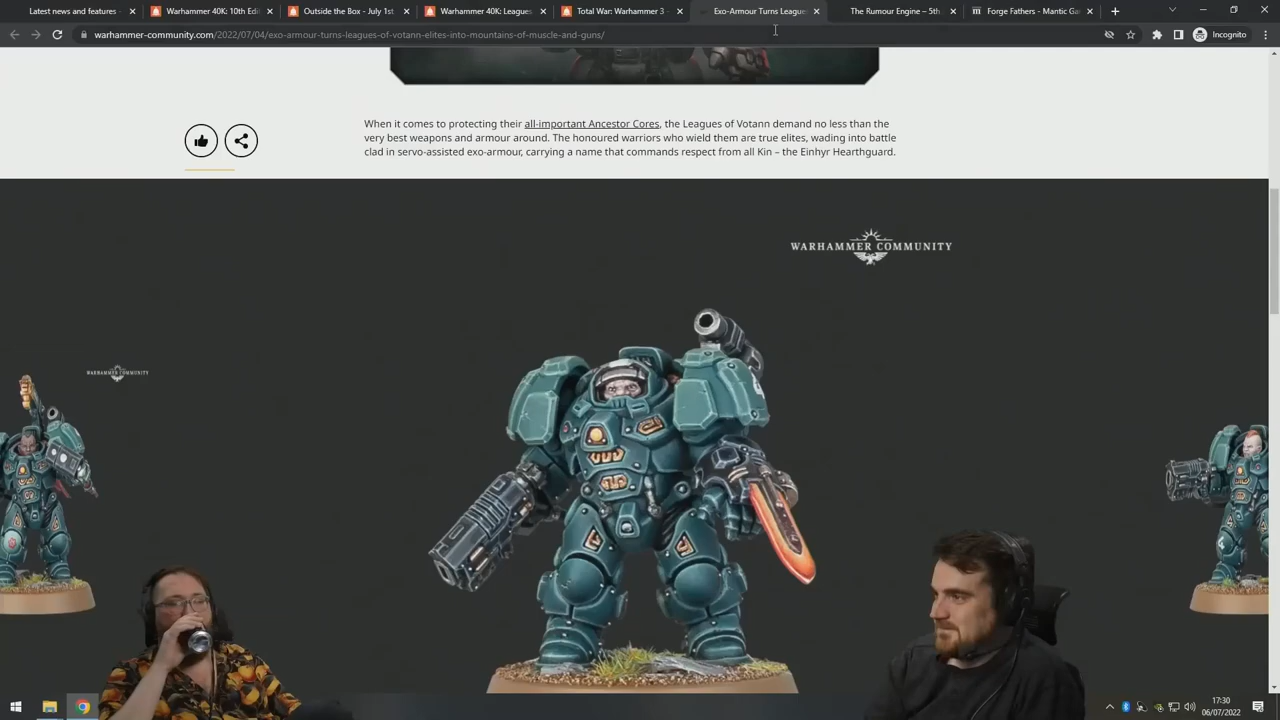 Latest news and features -
Warhammer 40K: 10th Edi
Outside the Box - July 1st
Warhammer 40K: Leagues
Total War: Warhammer 3 -
Exo-Armour Turns League
The Rumour Engine – 5th
Forge Fathers - Mantic Ga
warhammer-community.com/2022/07/04/exo-armour-turns-leagues-of-votann-elites-into-mountains-of-muscle-and-guns/
Incognito
When it comes to protecting their all-important Ancestor Cores, the Leagues of Votann demand no less than the
very best weapons and armour around. The honoured warriors who wield them are true elites, wading into battle
clad in servo-assisted exo-armour, carrying a name that commands respect from all Kin – the Einhyr Hearthguard.
WARHAMMER COMMUNITY
WARHAMMER COMMUNITY
17:30
06/07/2022